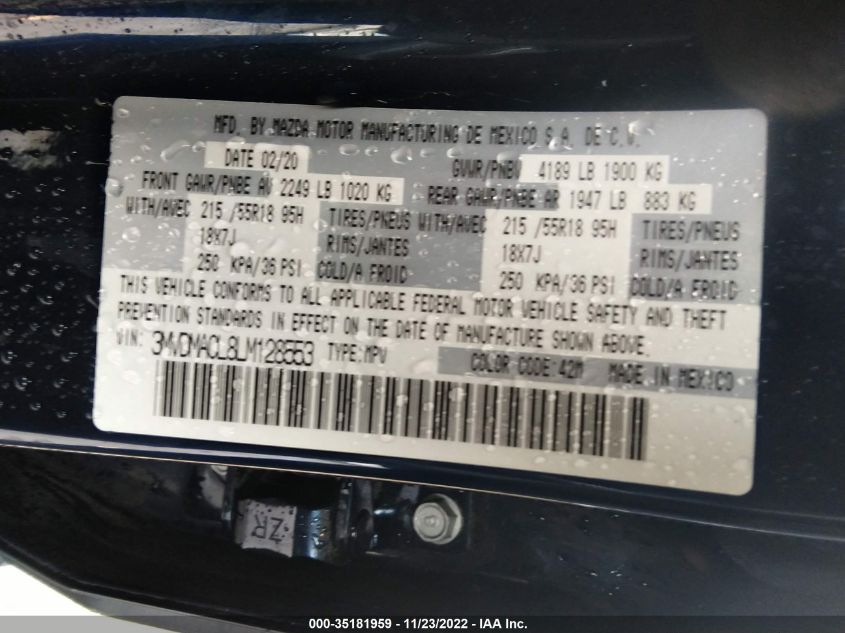 MFD. BY MAZDA MOTOR MANUFACTURING DE MEXICO S.A. DE C.V.
DATE 02/20 GVWR/PNBV 4189 LB 1900 KG
FRONT GAWR/PNBE AV 2249 LB 1020 KG REAR GAWR/PNBE AR 1947 LB 883 KG
WITH/AVEC 215 /55R18 95H TIRES/PNEUS WITH/AVEC 215 /55R18 95H TIRES/PNEUS
18X7J RIMS/JANTES 18X7J RIMS/JANTES
250 KPA/36 PSI COLD/A FROID 250 KPA/36 PSI COLD/A FROID
THIS VEHICLE CONFORMS TO ALL APPLICABLE FEDERAL MOTOR VEHICLE SAFETY AND THEFT
PREVENTION STANDARDS IN EFFECT ON THE DATE OF MANUFACTURE SHOWN ABOVE.
VIN: 3MVDMACL8LM128553 TYPE:MPV COLOR CODE:42M MADE IN MEXICO
ZR
000-35181959 - 11/23/2022 - IAA Inc.